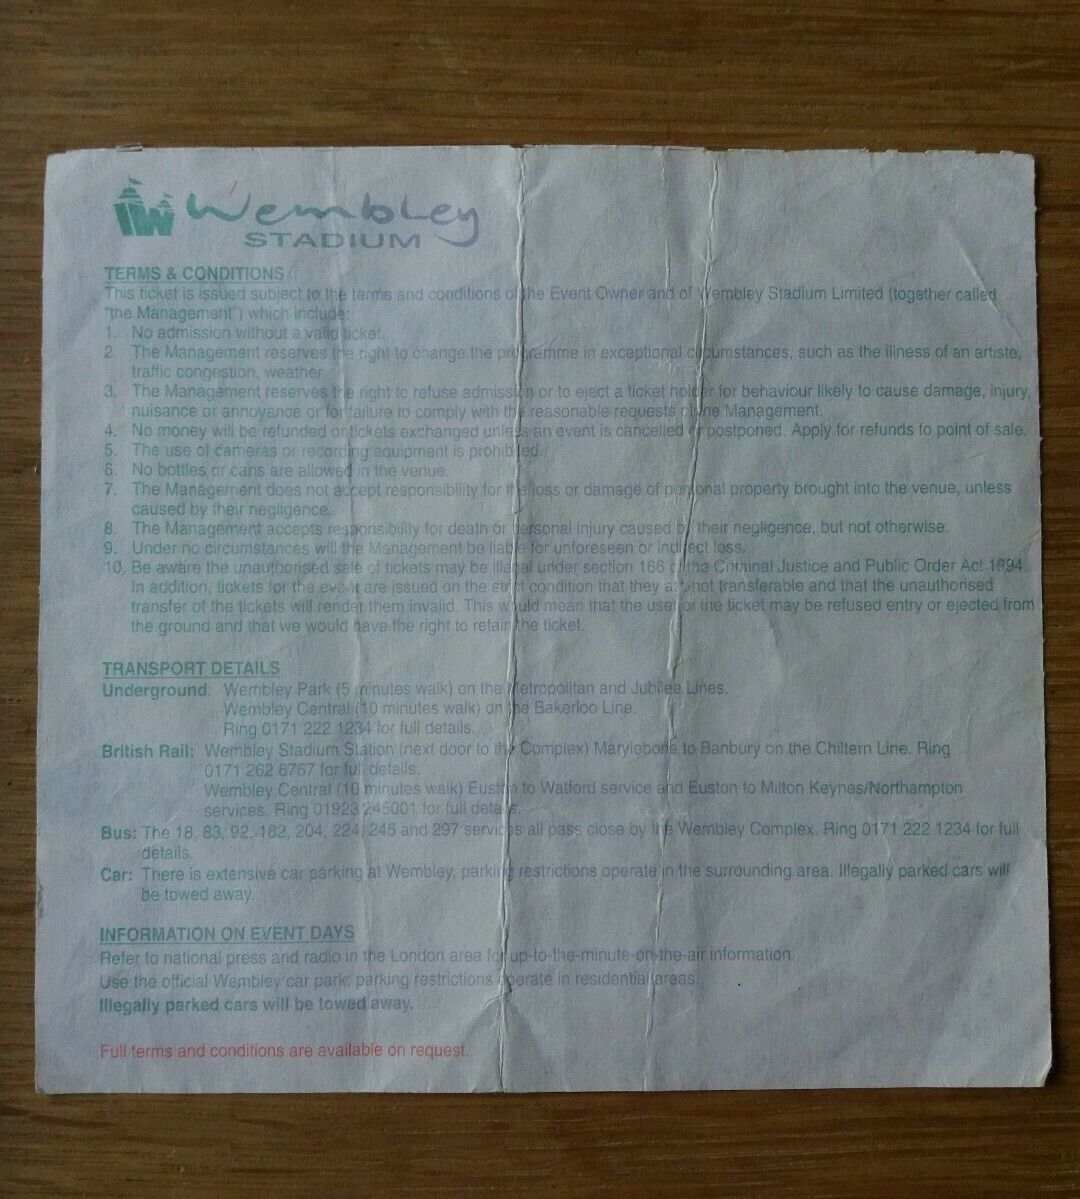 Wembley
STADIUM
TERMS & CONDITIONS
This ticket is issued subject to the terms and conditions of the Event Owner and of Wembley Stadium Limited (together called
"the Management") which include:
1. No admission without a valid ticket.
2. The Management reserves the right to change the programme in exceptional circumstances, such as the illness of an artiste,
traffic congestion, weather.
3. The Management reserves the right to refuse admission or to eject a ticket holder for behaviour likely to cause damage, injury,
nuisance or annoyance or for failure to comply with the reasonable requests of the Management.
4. No money will be refunded or tickets exchanged unless an event is cancelled or postponed. Apply for refunds to point of sale.
5. The use of cameras or recording equipment is prohibited.
6. No bottles or cans are allowed in the venue.
7. The Management does not accept responsibility for the loss or damage of personal property brought into the venue, unless
caused by their negligence.
8. The Management accepts responsibility for death or personal injury caused by their negligence, but not otherwise.
9. Under no circumstances will the Management be liable for unforeseen or indirect loss.
10. Be aware the unauthorised sale of tickets may be illegal under section 166 of the Criminal Justice and Public Order Act 1994.
In addition, tickets for the event are issued on the strict condition that they are not transferable and that the unauthorised
transfer of the tickets will render them invalid. This would mean that the user of the ticket may be refused entry or ejected from
the ground and that we would have the right to retain the ticket.
TRANSPORT DETAILS
Underground: Wembley Park (5 minutes walk) on the Metropolitan and Jubilee Lines.
Wembley Central (10 minutes walk) on the Bakerloo Line.
Ring 0171 222 1234 for full details.
British Rail: Wembley Stadium Station (next door to the Complex) Marylebone to Banbury on the Chiltern Line. Ring
0171 262 6767 for full details.
Wembley Central (10 minutes walk) Euston to Watford service and Euston to Milton Keynes/Northampton
services. Ring 01923 245001 for full details.
Bus: The 18, 83, 92, 182, 204, 224, 245 and 297 services all pass close by the Wembley Complex. Ring 0171 222 1234 for full
details.
Car: There is extensive car parking at Wembley, parking restrictions operate in the surrounding area. Illegally parked cars will
be towed away.
INFORMATION ON EVENT DAYS
Refer to national press and radio in the London area for up-to-the-minute-on-the-air information.
Use the official Wembley car park; parking restrictions operate in residential areas.
Illegally parked cars will be towed away.
Full terms and conditions are available on request.